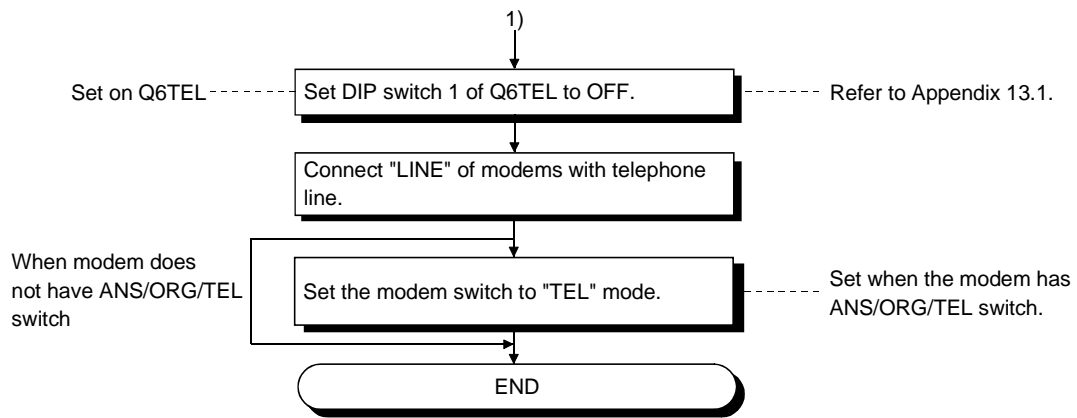 1)
Set on Q6TEL
Set DIP switch 1 of Q6TEL to OFF.
Refer to Appendix 13.1.
Connect "LINE" of modems with telephone
line.
When modem does
not have ANS/ORG/TEL
switch
Set the modem switch to "TEL" mode.
Set when the modem has
ANS/ORG/TEL switch.
END